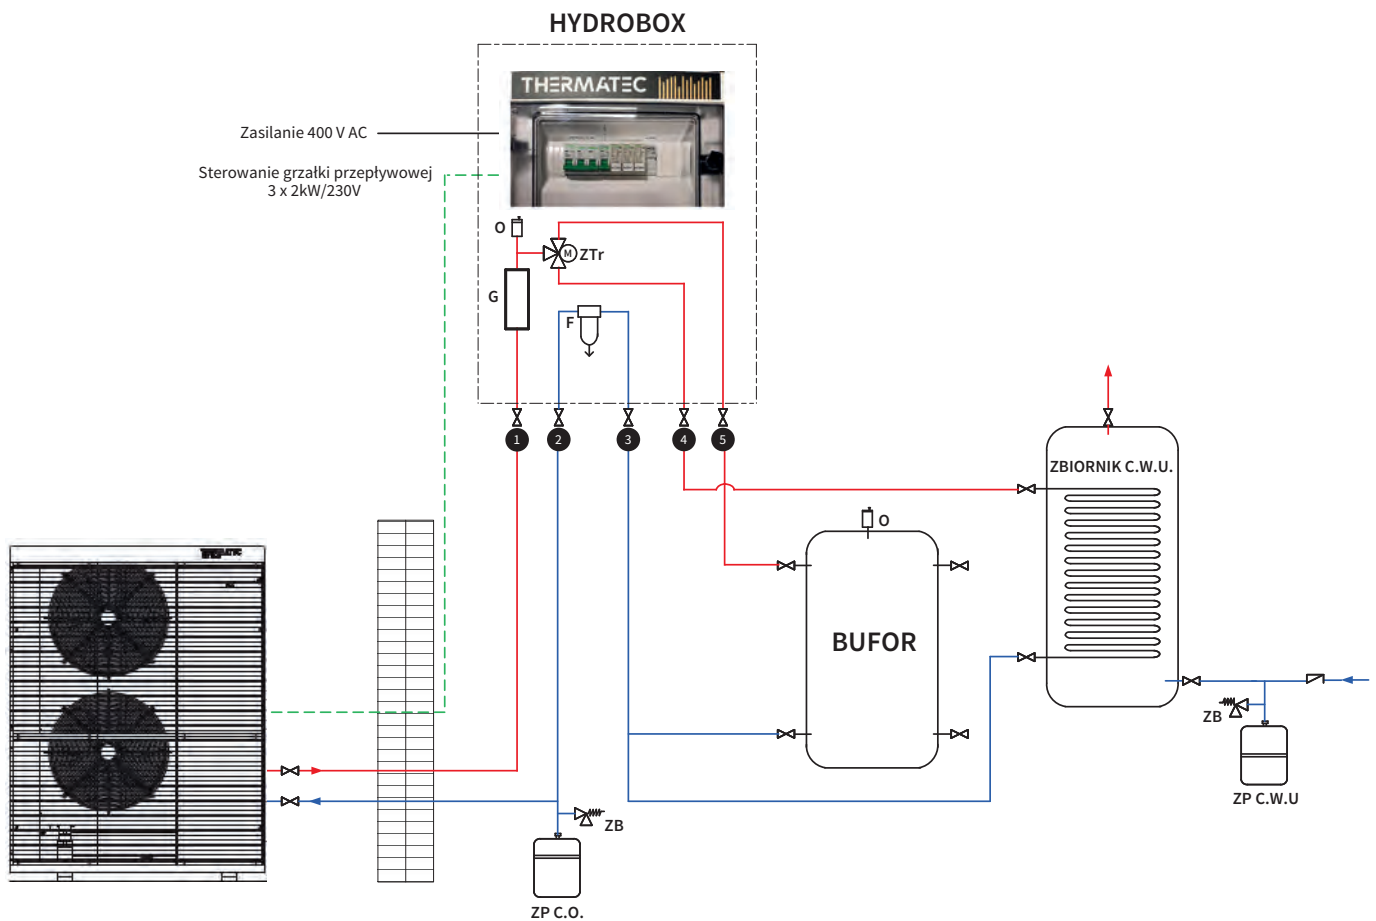 HYDROBOX
THERMATEC
Zasilanie 400 V AC
Sterowanie grzałki przepływowej
3 x 2kW/230V
O
M
ZTr
G
F
1
2
3
4
5
ZBIORNIK C.W.U.
O
THERMATEC
BUFOR
ZB
ZP C.W.U
ZB
ZP C.O.